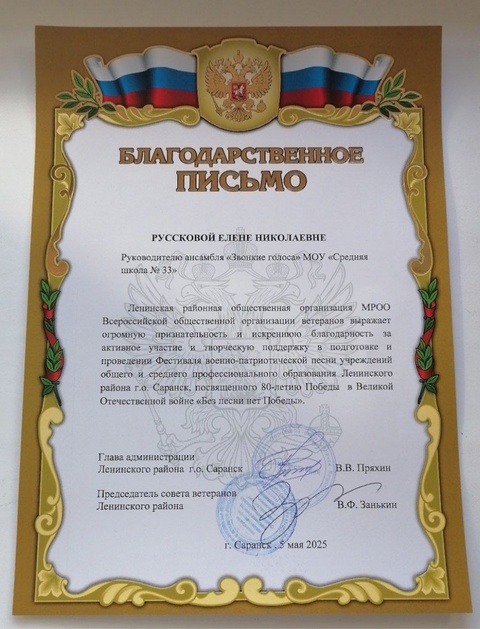 БЛАГОДАРСТВЕННОЕ
ПИСЬМО
РУССКОВОЙ ЕЛЕНЕ НИКОЛАЕВНЕ
Руководителю ансамбля «Звонкие голоса» МОУ «Средняя
школа № 33»
Ленинская районная общественная организация МРОО
Всероссийской общественной организации ветеранов выражает
огромную признательность и искреннюю благодарность за
активное участие и творческую поддержку в подготовке и
проведении Фестиваля военно-патриотической песни учреждений
общего и среднего профессионального образования Ленинского
района г.о. Саранск, посвященного 80-летию Победы в Великой
Отечественной войне «Без песни нет Победы».
Глава администрации
Ленинского района г.о. Саранск В.В. Пряхин
Председатель совета ветеранов
Ленинского района В.Ф. Занькин
г. Саранск . 5 мая 2025